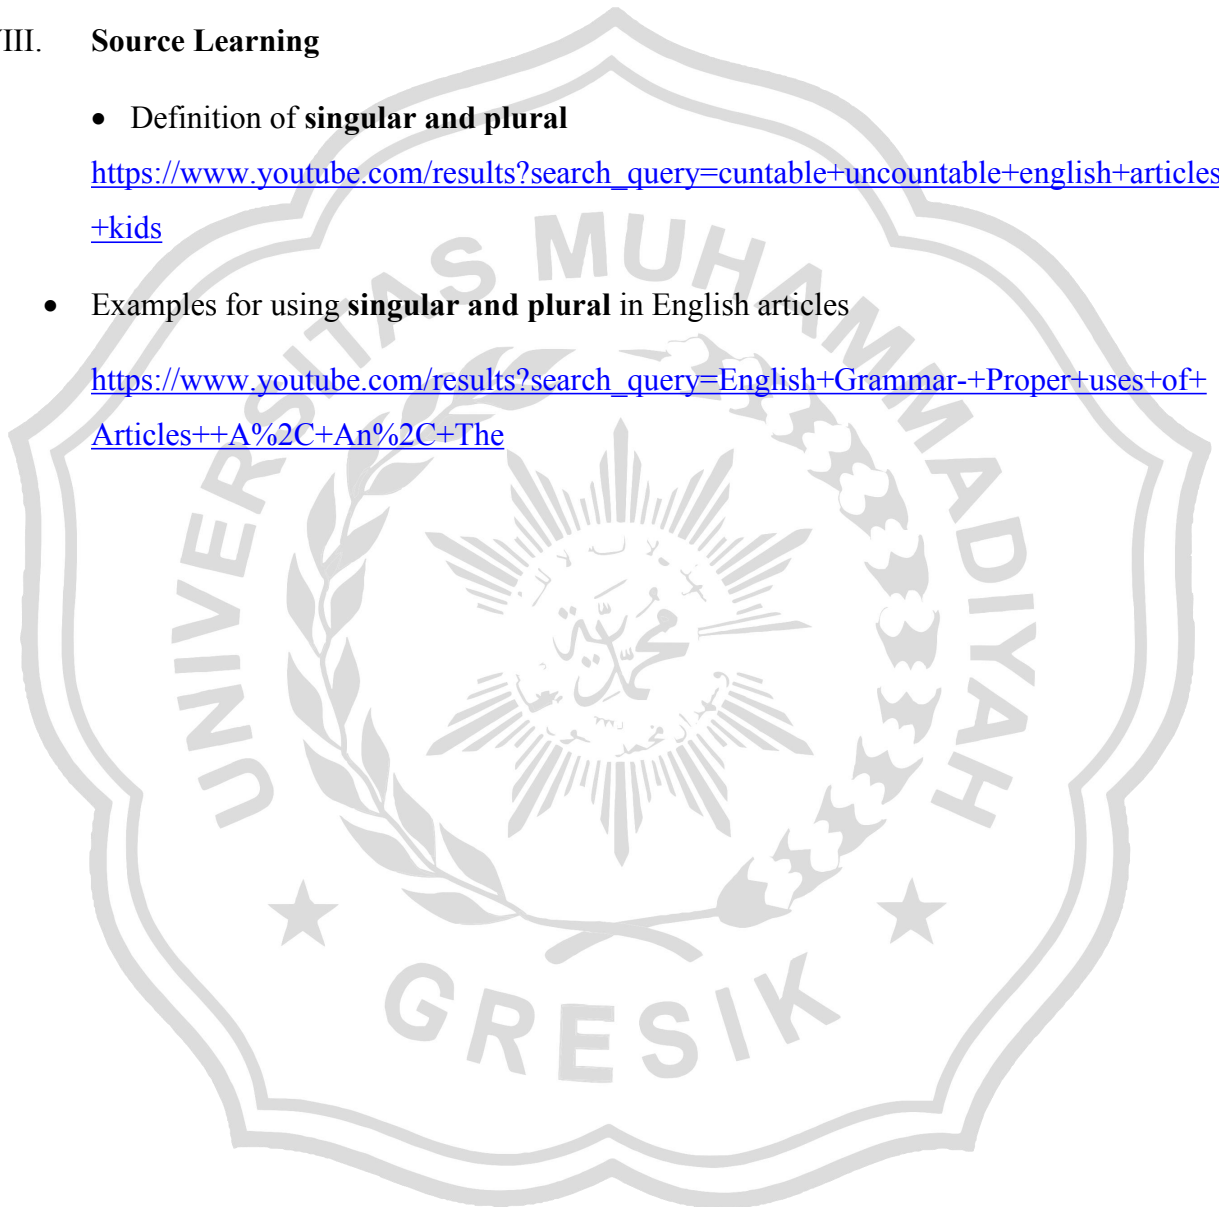 VIII. Source Learning
• Definition of singular and plural
https://www.youtube.com/results?search_query=cuntable+uncountable+english+articles
+kids
• Examples for using singular and plural in English articles
https://www.youtube.com/results?search_query=English+Grammar-+Proper+uses+of+
Articles++A%2C+An%2C+The
UNIVERSITAS MUHAMMADIYAH
GRESIK